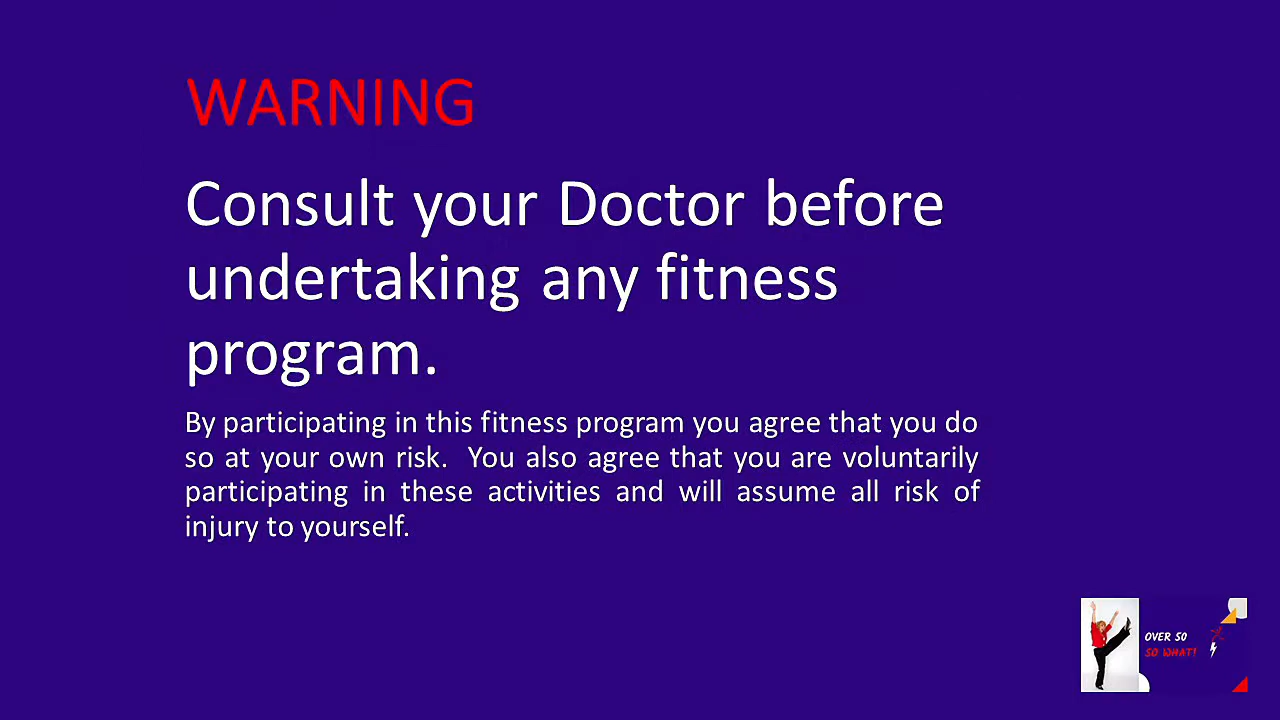 WARNING
Consult your Doctor before
undertaking any fitness
program.
By participating in this fitness program you agree that you do
so at your own risk.  You also agree that you are voluntarily
participating in these activities and will assume all risk of
injury to yourself.
OVER 50
SO WHAT!